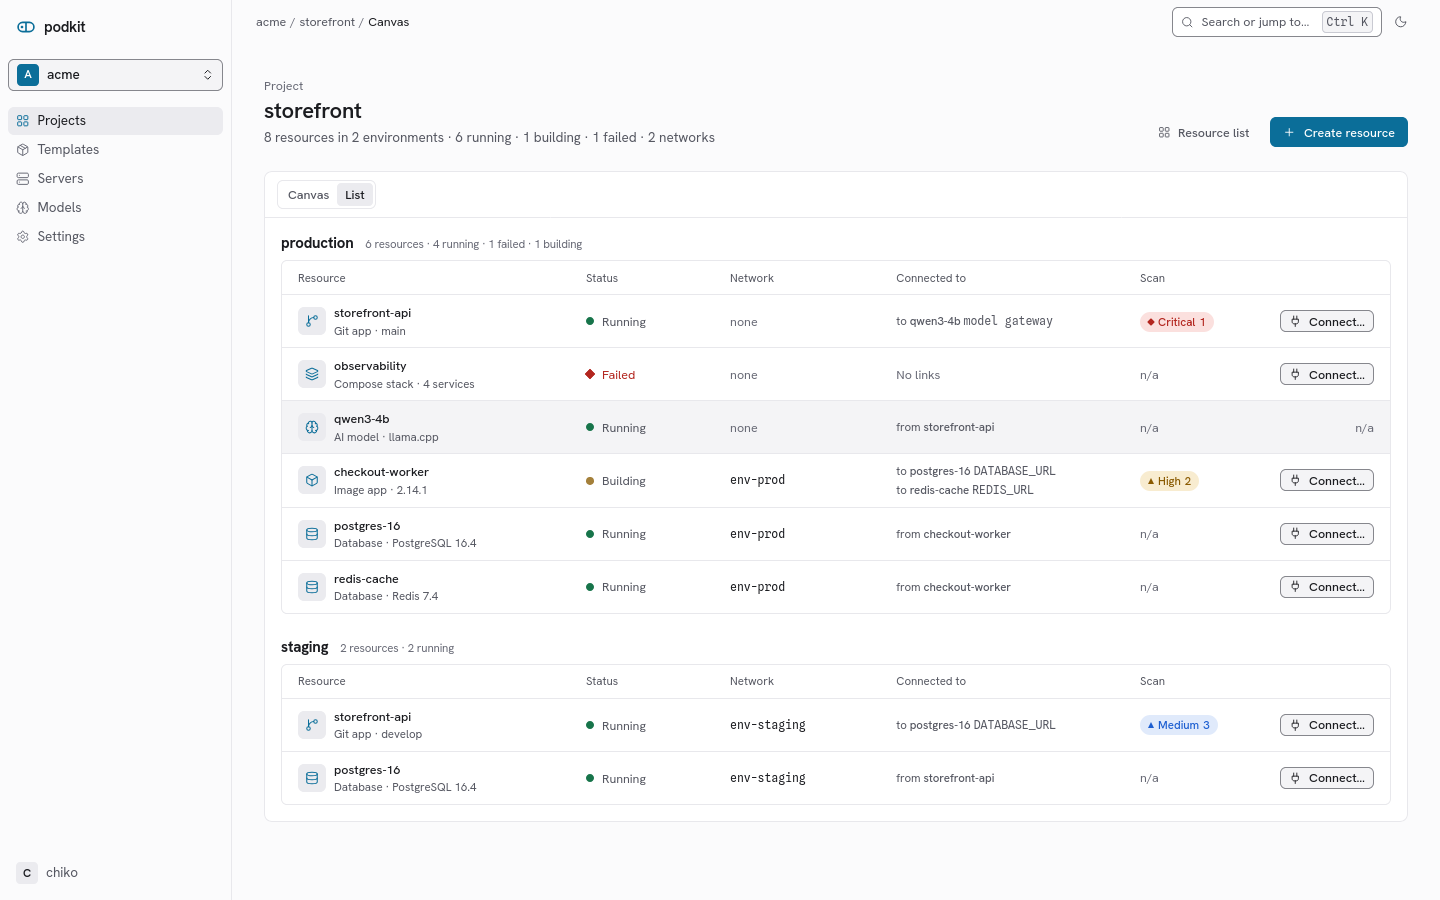 podkit
acme / storefront / Canvas
Search or jump to... Ctrl K
A acme
Projects
Templates
Servers
Models
Settings
Project
storefront
8 resources in 2 environments · 6 running · 1 building · 1 failed · 2 networks
Resource list
Create resource
Canvas List
production 6 resources · 4 running · 1 failed · 1 building
Resource Status Network Connected to Scan
storefront-api
Git app · main
Running none to qwen3-4b model gateway Critical 1 Connect...
observability
Compose stack · 4 services
Failed none No links n/a Connect...
qwen3-4b
AI model · llama.cpp
Running none from storefront-api n/a n/a
checkout-worker
Image app · 2.14.1
Building env-prod to postgres-16 DATABASE_URL
to redis-cache REDIS_URL
High 2 Connect...
postgres-16
Database · PostgreSQL 16.4
Running env-prod from checkout-worker n/a Connect...
redis-cache
Database · Redis 7.4
Running env-prod from checkout-worker n/a Connect...
staging 2 resources · 2 running
Resource Status Network Connected to Scan
storefront-api
Git app · develop
Running env-staging to postgres-16 DATABASE_URL Medium 3 Connect...
postgres-16
Database · PostgreSQL 16.4
Running env-staging from storefront-api n/a Connect...
C chiko